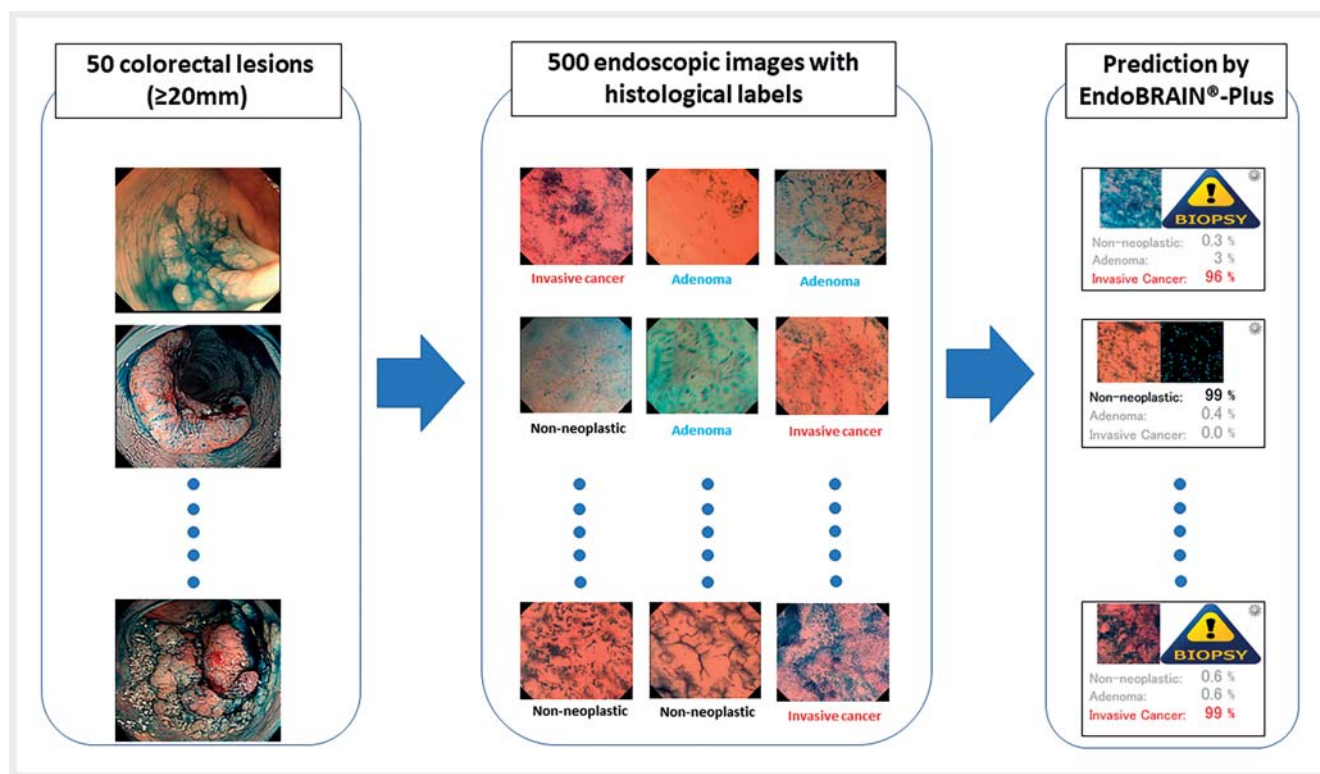 50 colorectal lesions
(≥20mm)
500 endoscopic images with
histological labels
Prediction by
EndoBRAIN®-Plus
Invasive cancer
Adenoma
Adenoma
Non-neoplastic
Adenoma
Invasive cancer
Non-neoplastic
Non-neoplastic
Invasive cancer
BIOPSY
Non-neoplastic: 0.3 %
Adenoma: 3 %
Invasive Cancer: 96 %
Non-neoplastic: 99 %
Adenoma: 0.4 %
Invasive Cancer: 0.0 %
BIOPSY
Non-neoplastic: 0.6 %
Adenoma: 0.6 %
Invasive Cancer: 99 %